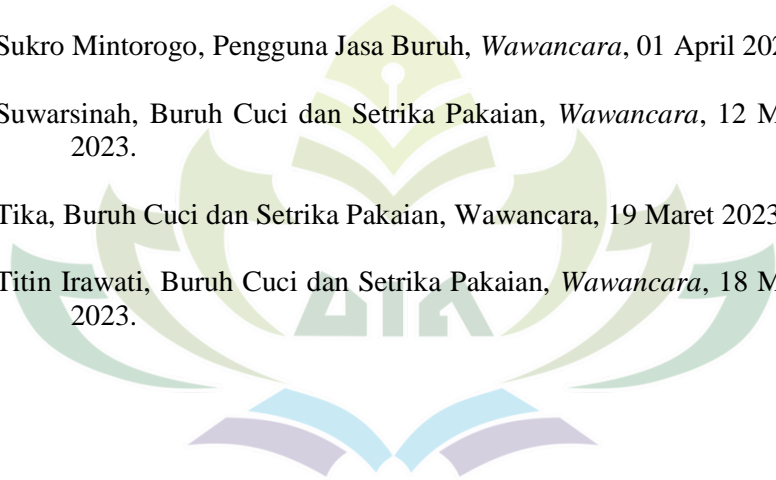 Sukro Mintorogo, Pengguna Jasa Buruh, Wawancara, 01 April
Suwarsinah, Buruh Cuci dan Setrika Pakaian, Wawancara, 12
2023.
Tika, Buruh Cuci dan Setrika Pakaian, Wawancara, 19 Maret 2023
Titin Irawati, Buruh Cuci dan Setrika Pakaian, Wawancara, 18
2023.